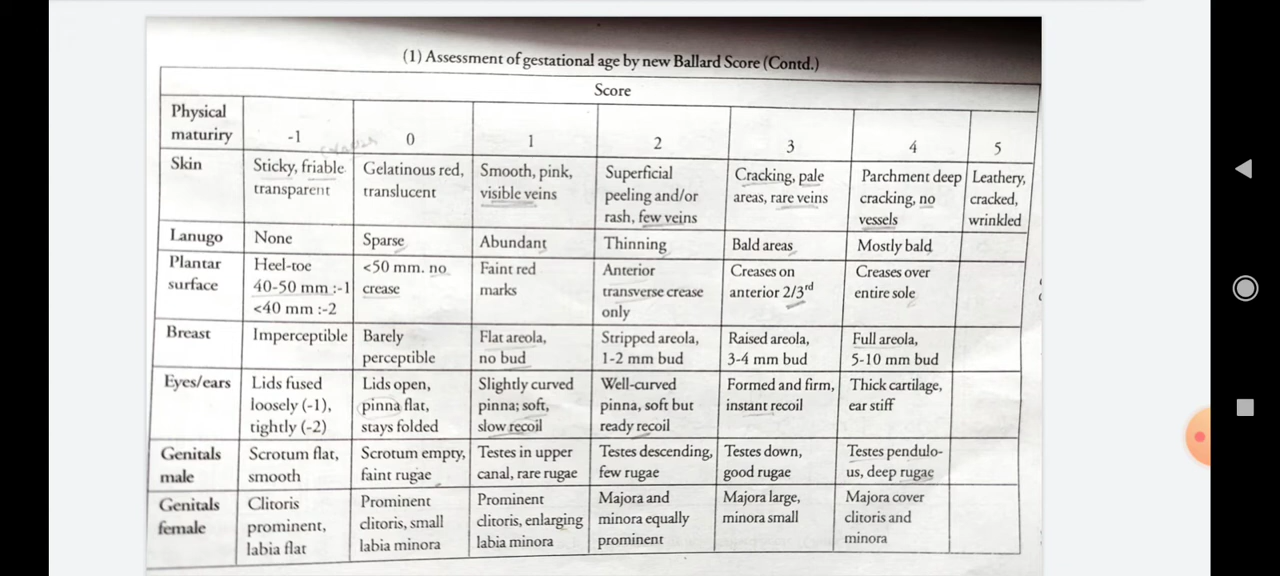 (1) Assessment of gestational age by new Ballard Score (Contd.)
Score
Physical maturiry -1 0 1 2 3 4 5
Skin Sticky, friable transparent Gelatinous red, translucent Smooth, pink, visible veins Superficial peeling and/or rash, few veins Cracking, pale areas, rare veins Parchment deep cracking, no vessels Leathery, cracked, wrinkled
Lanugo None Sparse Abundant Thinning Bald areas Mostly bald
Plantar surface Heel-toe 40-50 mm :-1 <40 mm :-2 <50 mm. no crease Faint red marks Anterior transverse crease only Creases on anterior 2/3rd Creases over entire sole
Breast Imperceptible Barely perceptible Flat areola, no bud Stripped areola, 1-2 mm bud Raised areola, 3-4 mm bud Full areola, 5-10 mm bud
Eyes/ears Lids fused loosely (-1), tightly (-2) Lids open, pinna flat, stays folded Slightly curved pinna; soft, slow recoil Well-curved pinna, soft but ready recoil Formed and firm, instant recoil Thick cartilage, ear stiff
Genitals male Scrotum flat, smooth Scrotum empty, faint rugae Testes in upper canal, rare rugae Testes descending, few rugae Testes down, good rugae Testes pendulo-us, deep rugae
Genitals female Clitoris prominent, labia flat Prominent clitoris, small labia minora Prominent clitoris, enlarging labia minora Majora and minora equally prominent Majora large, minora small Majora cover clitoris and minora